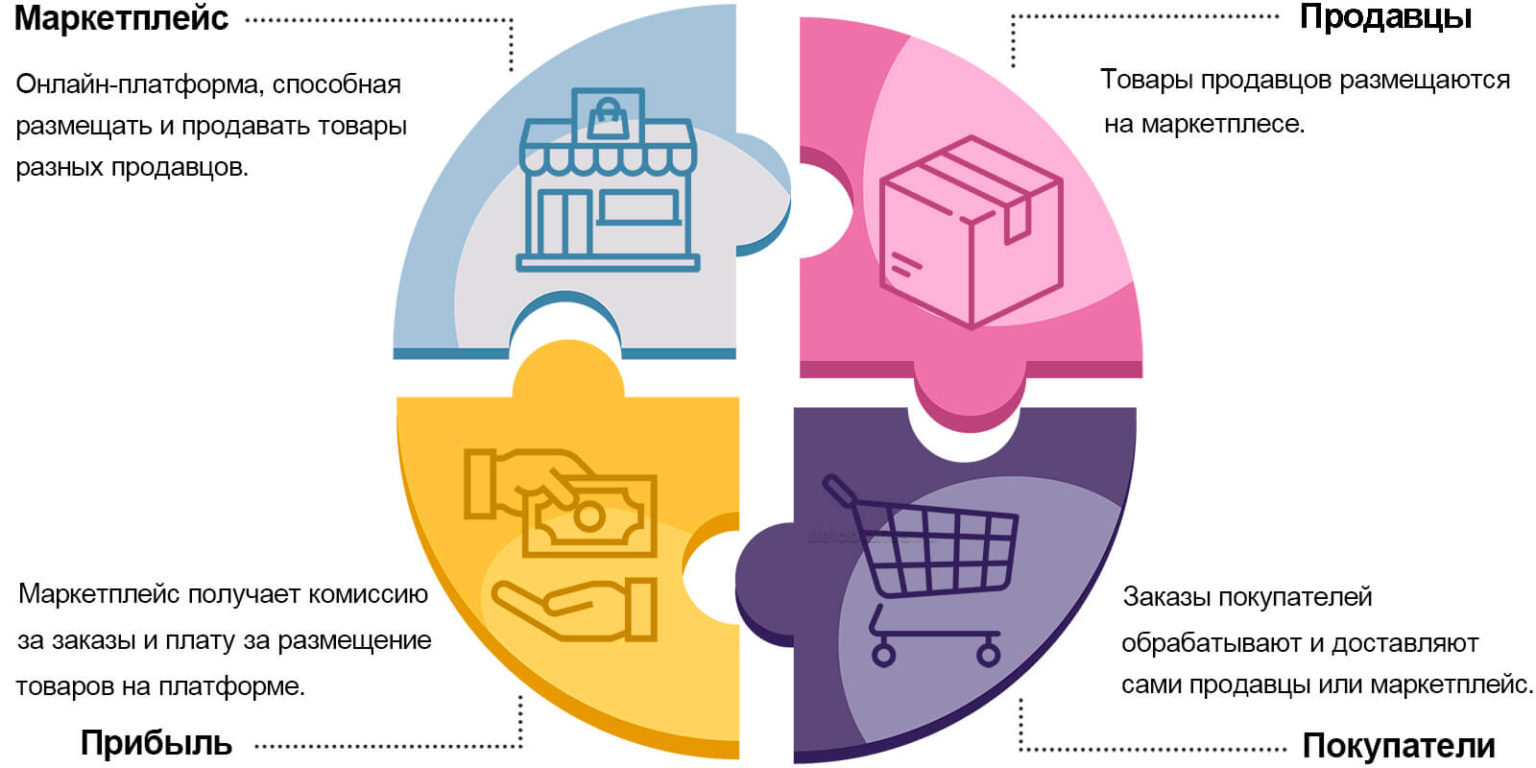 Маркетплейс
Онлайн-платформа, способная
размещать и продавать товары
разных продавцов.
Продавцы
Товары продавцов размещаются
на маркетплесе.
Маркетплейс получает комиссию
за заказы и плату за размещение
товаров на платформе.
Прибыль
Заказы покупателей
обрабатывают и доставляют
сами продавцы или маркетплейс.
Покупатели